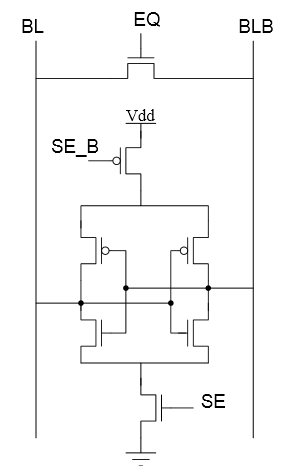 BL EQ BLB
Vdd
SE_B
SE